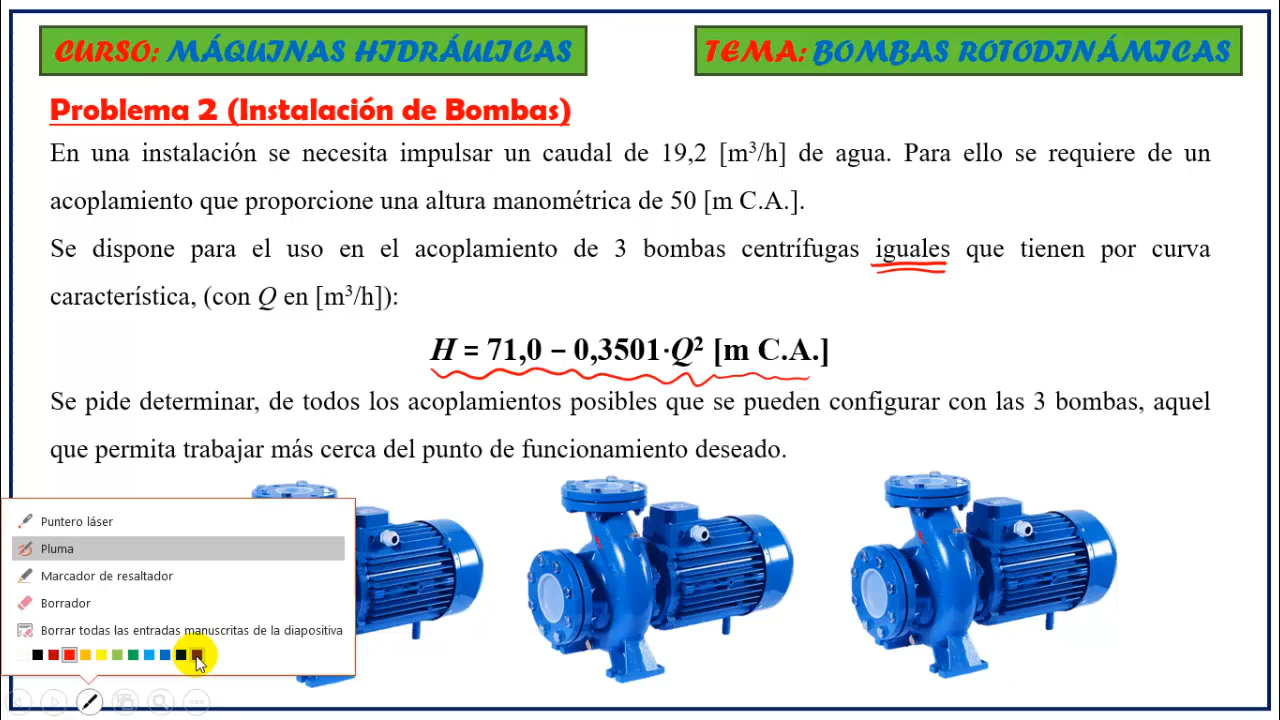 CURSO: MÁQUINAS HIDRÁULICAS
TEMA: BOMBAS ROTODINÁMICAS
Problema 2 (Instalación de Bombas)
En una instalación se necesita impulsar un caudal de 19,2 [m³/h] de agua. Para ello se requiere de un
acoplamiento que proporcione una altura manométrica de 50 [m C.A.].
Se dispone para el uso en el acoplamiento de 3 bombas centrífugas iguales que tienen por curva
característica, (con Q en [m³/h]):
H = 71,0 − 0,3501·Q² [m C.A.]
Se pide determinar, de todos los acoplamientos posibles que se pueden configurar con las 3 bombas, aquel
que permita trabajar más cerca del punto de funcionamiento deseado.
Puntero láser
Pluma
Marcador de resaltador
Borrador
Borrar todas las entradas manuscritas de la diapositiva